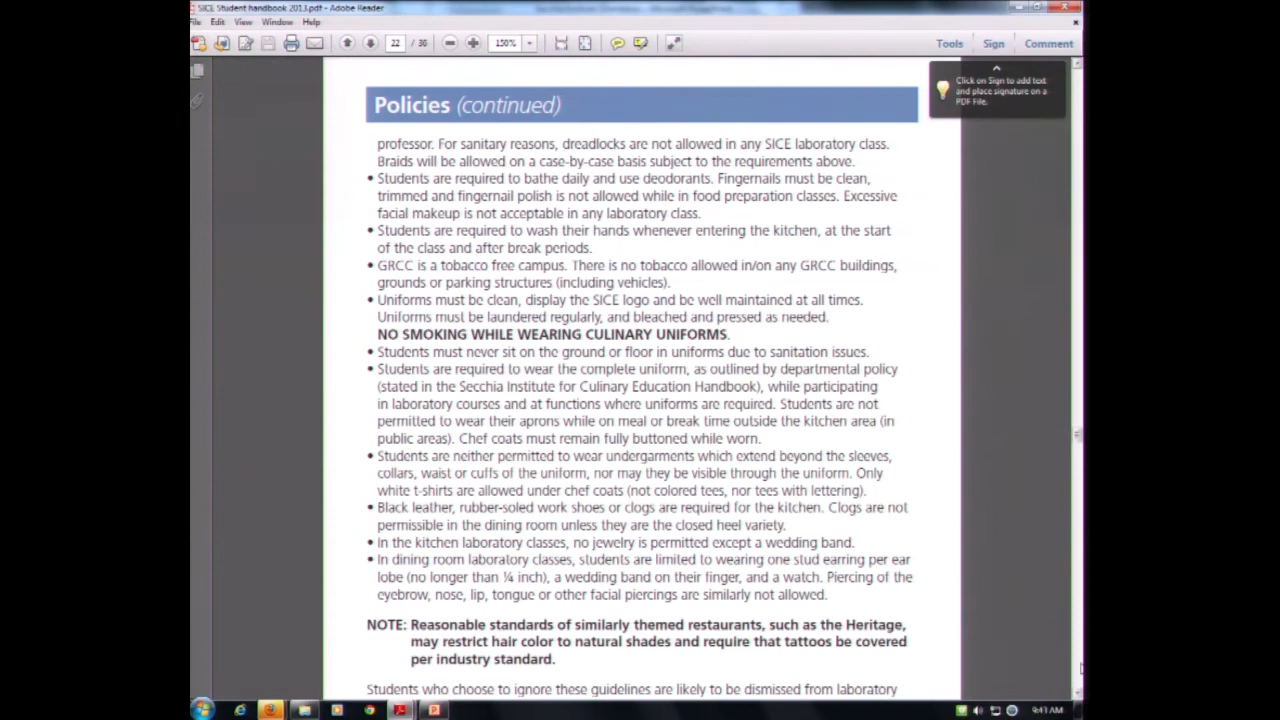 SICE Student handbook 2013.pdf - Adobe Reader
File Edit View Window Help
22 / 36 150% Tools Sign Comment
Click on Sign to add text
and place signature on a
PDF File.
Policies (continued)
professor. For sanitary reasons, dreadlocks are not allowed in any SICE laboratory class.
Braids will be allowed on a case-by-case basis subject to the requirements above.
• Students are required to bathe daily and use deodorants. Fingernails must be clean,
trimmed and fingernail polish is not allowed while in food preparation classes. Excessive
facial makeup is not acceptable in any laboratory class.
• Students are required to wash their hands whenever entering the kitchen, at the start
of the class and after break periods.
• GRCC is a tobacco free campus. There is no tobacco allowed in/on any GRCC buildings,
grounds or parking structures (including vehicles).
• Uniforms must be clean, display the SICE logo and be well maintained at all times.
Uniforms must be laundered regularly, and bleached and pressed as needed.
NO SMOKING WHILE WEARING CULINARY UNIFORMS.
• Students must never sit on the ground or floor in uniforms due to sanitation issues.
• Students are required to wear the complete uniform, as outlined by departmental policy
(stated in the Secchia Institute for Culinary Education Handbook), while participating
in laboratory courses and at functions where uniforms are required. Students are not
permitted to wear their aprons while on meal or break time outside the kitchen area (in
public areas). Chef coats must remain fully buttoned while worn.
• Students are neither permitted to wear undergarments which extend beyond the sleeves,
collars, waist or cuffs of the uniform, nor may they be visible through the uniform. Only
white t-shirts are allowed under chef coats (not colored tees, nor tees with lettering).
• Black leather, rubber-soled work shoes or clogs are required for the kitchen. Clogs are not
permissible in the dining room unless they are the closed heel variety.
• In the kitchen laboratory classes, no jewelry is permitted except a wedding band.
• In dining room laboratory classes, students are limited to wearing one stud earring per ear
lobe (no longer than ¼ inch), a wedding band on their finger, and a watch. Piercing of the
eyebrow, nose, lip, tongue or other facial piercings are similarly not allowed.
NOTE: Reasonable standards of similarly themed restaurants, such as the Heritage,
may restrict hair color to natural shades and require that tattoos be covered
per industry standard.
Students who choose to ignore these guidelines are likely to be dismissed from laboratory
9:43 AM